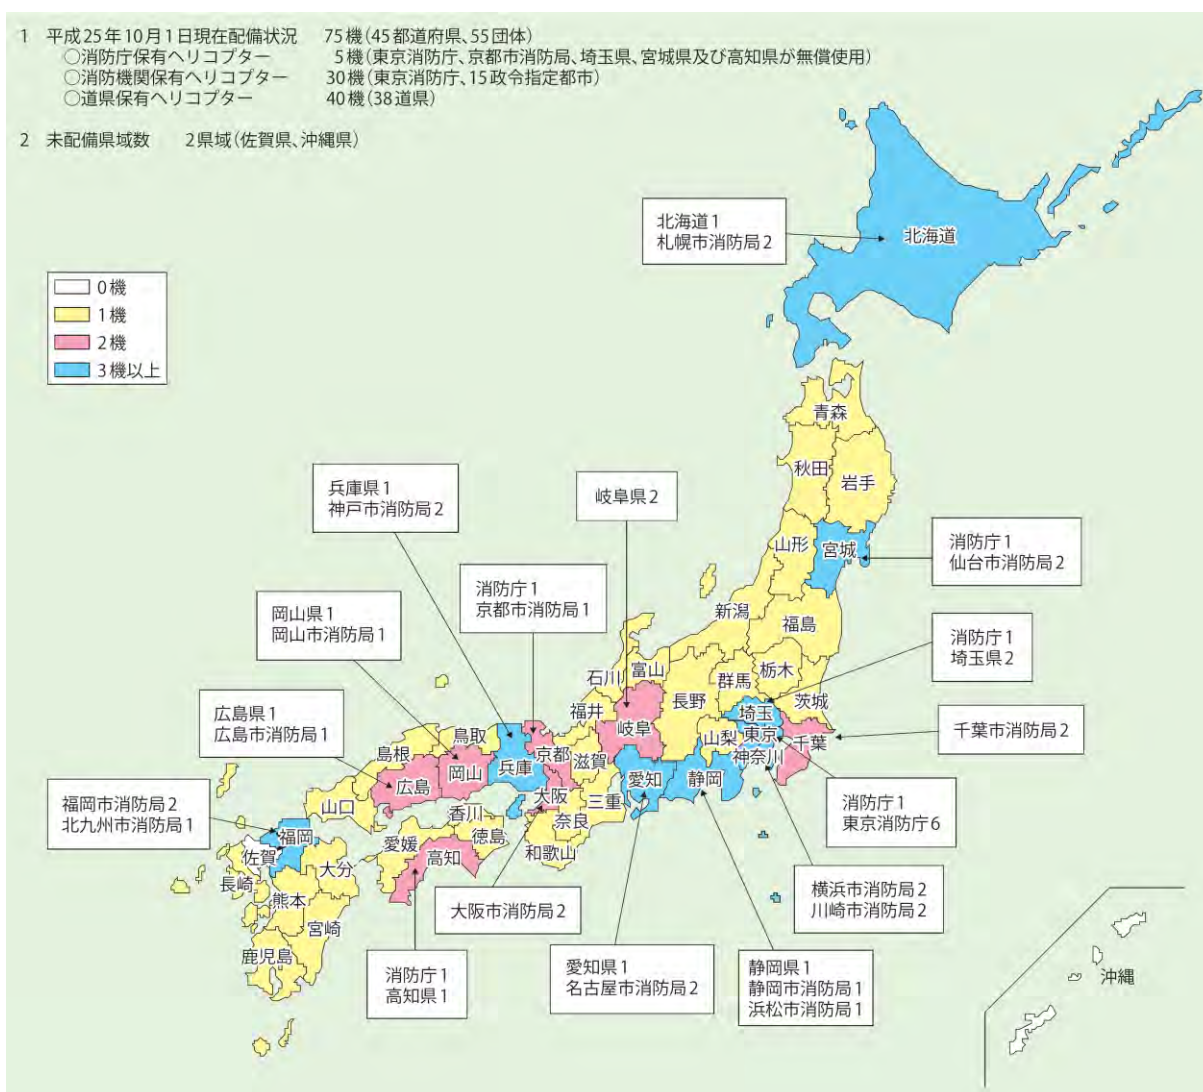 1 平成25年10月1日現在配備状況 75機(45都道府県、55団体)
○消防庁保有ヘリコプター 5機(東京消防庁、京都市消防局、埼玉県、宮城県及び高知県が無償使用)
○消防機関保有ヘリコプター 30機(東京消防庁、15政令指定都市)
○道県保有ヘリコプター 40機(38道県)
2 未配備県域数 2県域(佐賀県、沖縄県)
北海道1
札幌市消防局2
北海道
0機
1機
2機
3機以上
青森
秋田
岩手
兵庫県1
神戸市消防局2
岐阜県2
山形
宮城
消防庁1
仙台市消防局2
消防庁1
京都市消防局1
岡山県1
岡山市消防局1
新潟
福島
消防庁1
埼玉県2
石川
富山
群馬
栃木
長野
茨城
広島県1
広島市消防局1
福井
岐阜
埼玉
千葉市消防局2
鳥取
京都
山梨
東京
千葉
島根
兵庫
滋賀
神奈川
岡山
広島
愛知
静岡
福岡市消防局2
北九州市消防局1
山口
大阪
三重
消防庁1
東京消防庁6
香川
奈良
福岡
愛媛
徳島
佐賀
高知
和歌山
大分
長崎
熊本
大阪市消防局2
横浜市消防局2
川崎市消防局2
宮崎
鹿児島
消防庁1
高知県1
愛知県1
名古屋市消防局2
静岡県1
静岡市消防局1
浜松市消防局1
沖縄